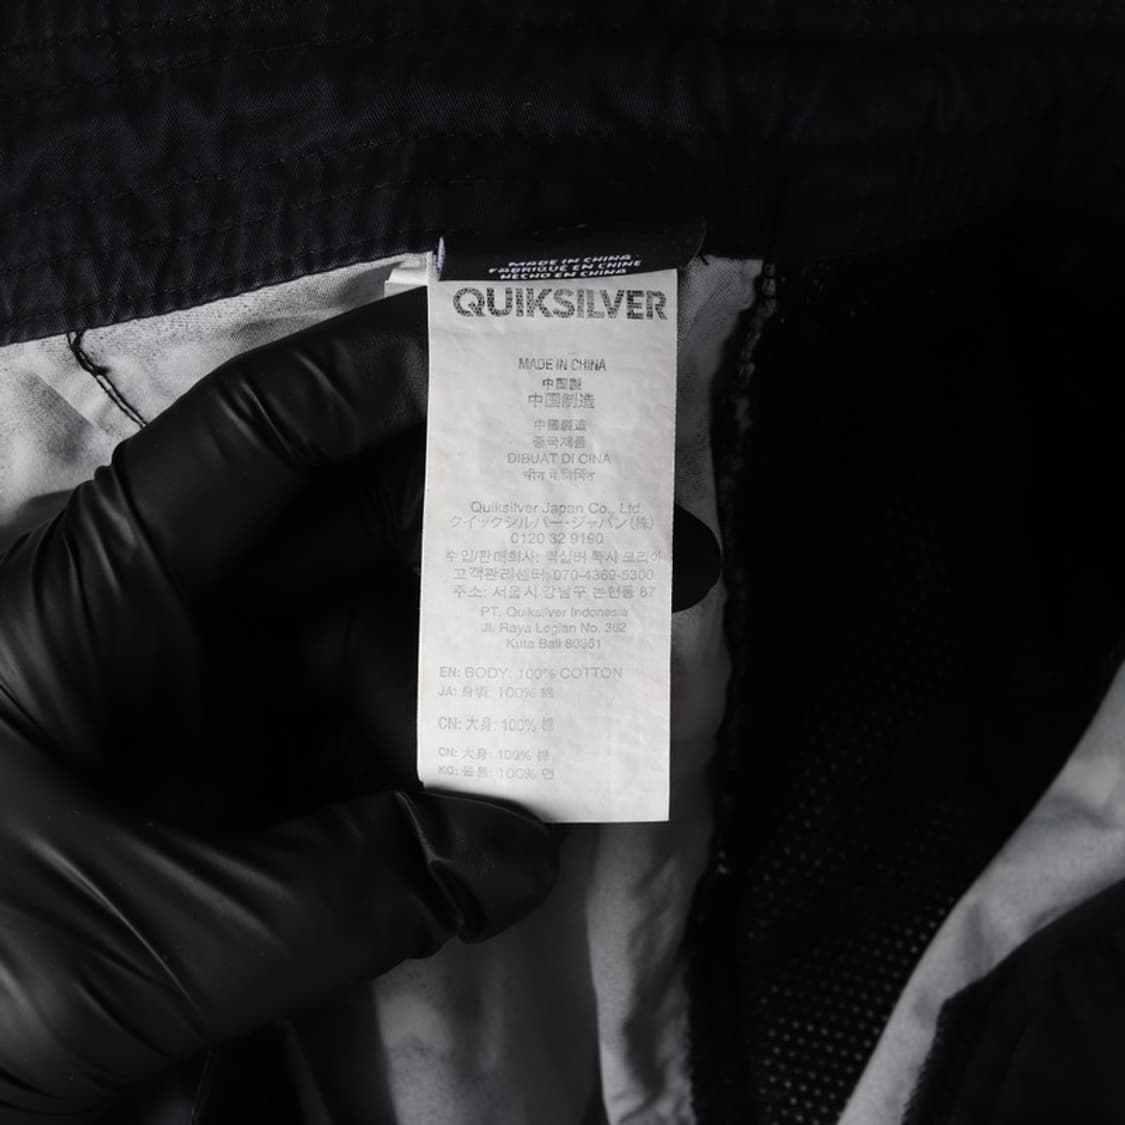 MADE IN CHINA
FABRIQUÉ EN CHINE
HECHO EN CHINA
QUIKSILVER
MADE IN CHINA
中国製
中国制造
中國製造
중국제품
DIBUAT DI CINA
चीन में निर्मित
Quiksilver Japan Co., Ltd.
クイックシルバー・ジャパン(株)
0120 32 9190
수입/판매회사: 퀵실버 록시 코리아
고객관리센터: 070-4369-5300
주소: 서울시 강남구 논현동 87
PT. Quiksilver Indonesia
Jl. Raya Legian No. 362
Kuta Bali 80361
EN: BODY: 100% COTTON
JA: 身頃: 100% 綿
CN: 大身: 100% 棉
CN: 大身: 100% 棉
KO: 몸통: 100% 면